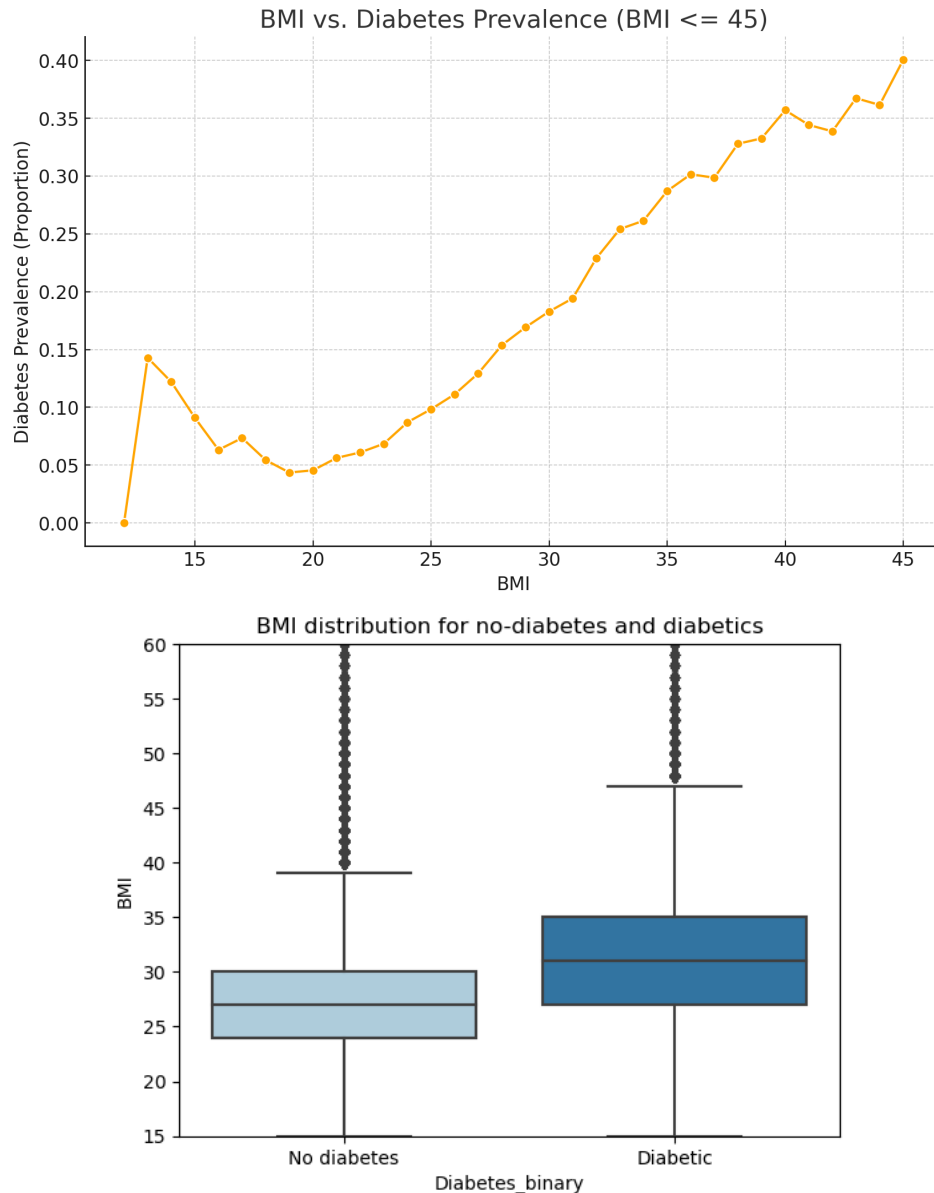 BMI vs. Diabetes Prevalence (BMI <= 45)
0.40
0.35
0.30
0.25
0.20
0.15
0.10
0.05
0.00
Diabetes Prevalence (Proportion)
15 20 25 30 35 40 45
BMI
BMI distribution for no-diabetes and diabetics
60
55
50
45
40
35
30
25
20
15
BMI
No diabetes Diabetic
Diabetes_binary